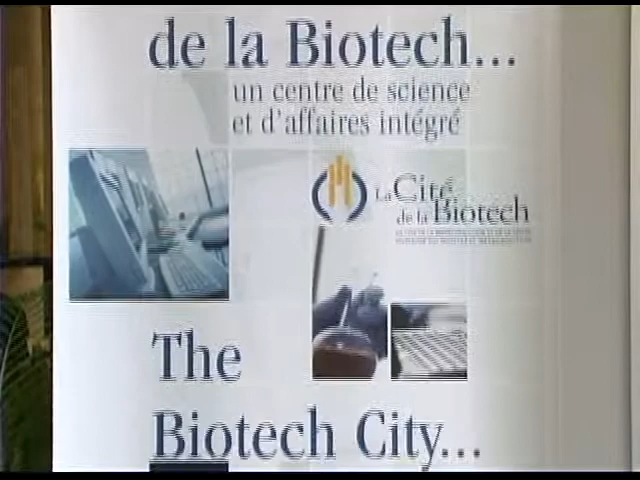 de la Biotech...
un centre de science
et d'affaires intégré
La Cité
de la Biotech
The
Biotech City...